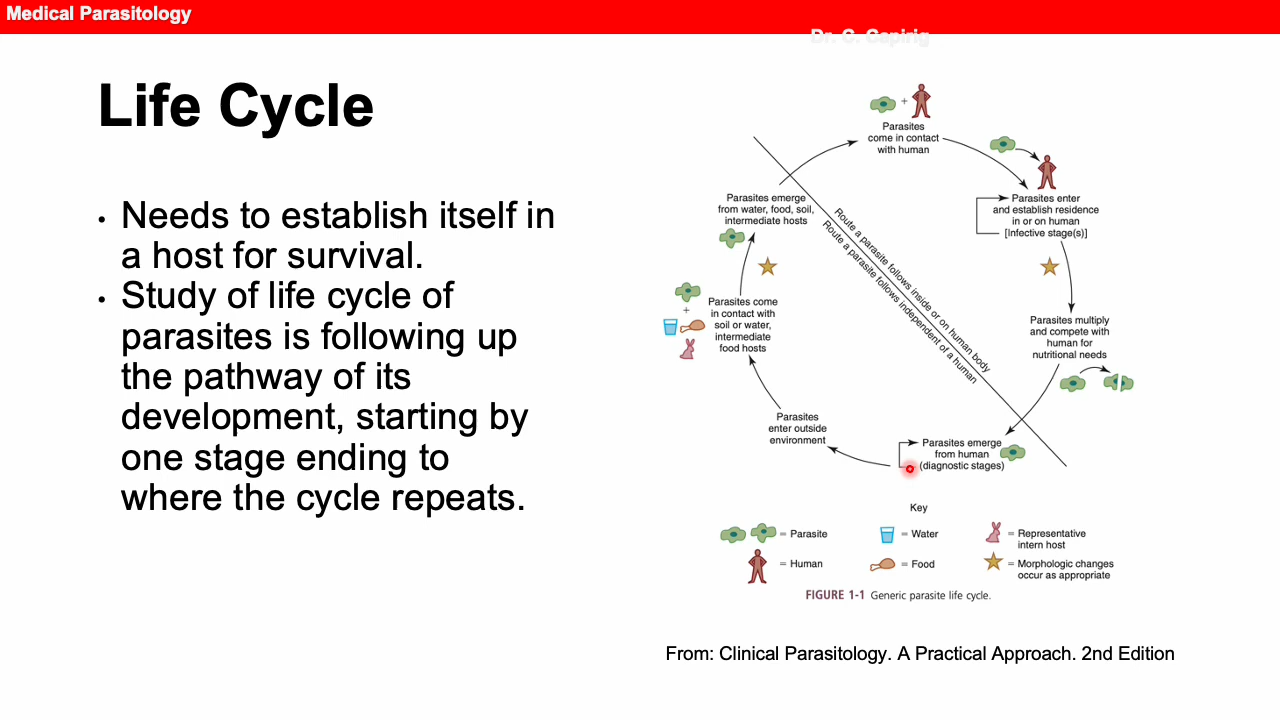 Medical Parasitology
Dr. C. Capirig
Life Cycle
• Needs to establish itself in
a host for survival.
• Study of life cycle of
parasites is following up
the pathway of its
development, starting by
one stage ending to
where the cycle repeats.
+
Parasites
come in contact
with human
Parasites enter
and establish residence
in or on human
[Infective stage(s)]
Parasites multiply
and compete with
human for
nutritional needs
Parasites emerge
from human
(diagnostic stages)
Parasites
enter outside
environment
+
Parasites come
in contact with
soil or water,
intermediate
food hosts
Parasites emerge
from water, food, soil,
intermediate hosts
Route a parasite follows inside or on human body
Route a parasite follows independent of a human
Key
= Parasite
= Water
= Representative
intern host
= Human
= Food
= Morphologic changes
occur as appropriate
FIGURE 1-1 Generic parasite life cycle.
From: Clinical Parasitology. A Practical Approach. 2nd Edition